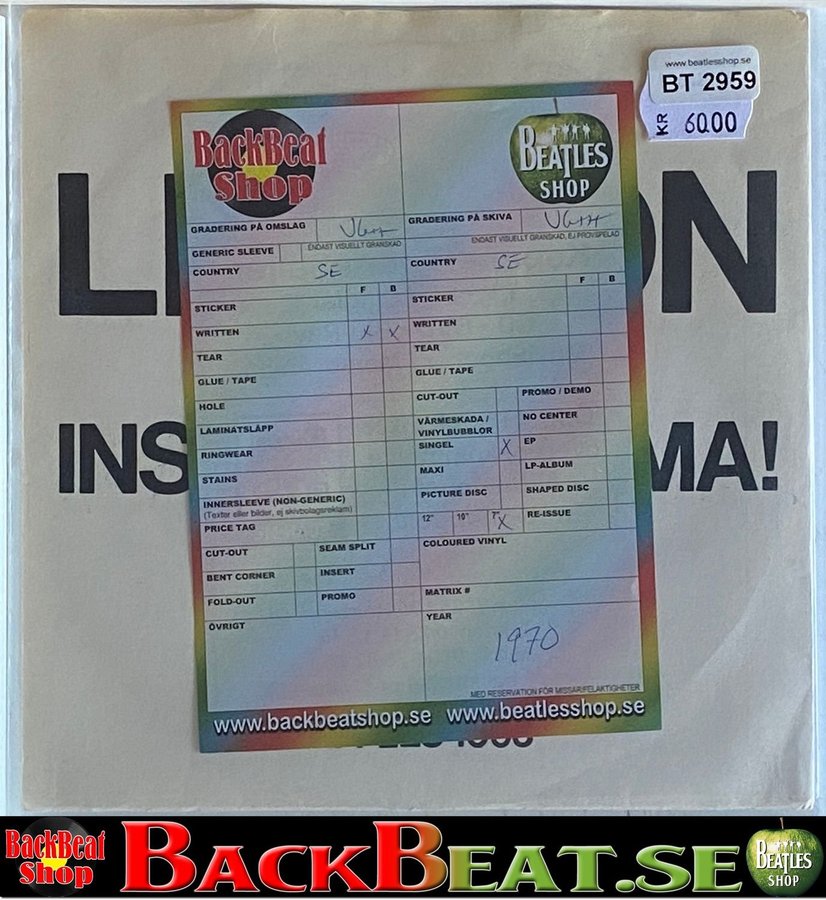 www.beatlesshop.se
BT 2959
KR 60.00
L ON
INS MA!
BackBeat Shop
BEATLES SHOP
GRADERING PÅ OMSLAG
GRADERING PÅ SKIVA
ENDAST VISUELLT GRANSKAD
ENDAST VISUELLT GRANSKAD, EJ PROVSPELAD
GENERIC SLEEVE
COUNTRY SE
COUNTRY SE
F B
F B
STICKER
STICKER
WRITTEN X X
WRITTEN
TEAR
TEAR
GLUE / TAPE
GLUE / TAPE
HOLE
CUT-OUT
PROMO / DEMO
LAMINATSLÄPP
VÄRMESKADA / VINYLBUBBLOR
NO CENTER
RINGWEAR
SINGEL X
EP
STAINS
MAXI
LP-ALBUM
INNERSLEEVE (NON-GENERIC)
(Texter eller bilder, ej skivbolagsreklam)
PICTURE DISC
SHAPED DISC
PRICE TAG
12" 10" 7" X
RE-ISSUE
CUT-OUT
SEAM SPLIT
COLOURED VINYL
BENT CORNER
INSERT
FOLD-OUT
PROMO
MATRIX #
ÖVRIGT
YEAR
1970
MED RESERVATION FÖR MISSAR/FELAKTIGHETER
www.backbeatshop.se www.beatlesshop.se
BackBeat Shop
BACKBEAT.SE
BEATLES SHOP